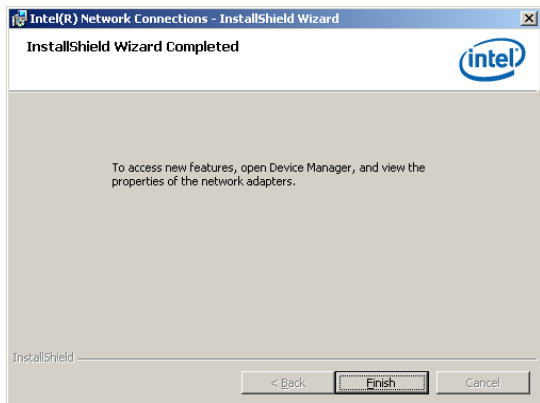 Intel(R) Network Connections - InstallShield Wizard
InstallShield Wizard Completed
intel
To access new features, open Device Manager, and view the
properties of the network adapters.
InstallShield
< Back
Finish
Cancel